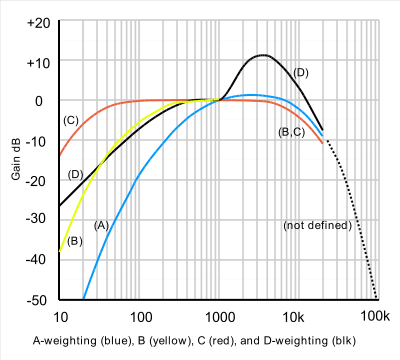 +20
+10
0
-10
-20
-30
-40
-50
Gain dB
(C)
(D)
(B)
(A)
(D)
(B,C)
(not defined)
10 100 1000 10k 100k
A-weighting (blue), B (yellow), C (red), and D-weighting (blk)